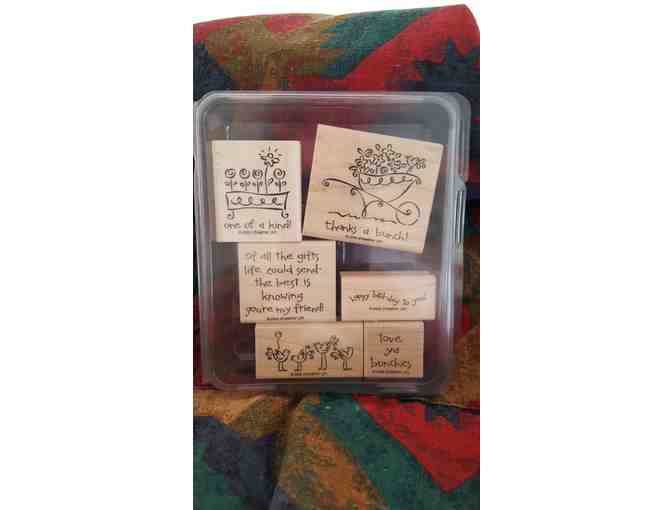 one of a kind!
thanks a bunch!
of all the gifts
life could send-
the best is
knowing
you're my friend!
happy birthday to you!
love
ya
bunches